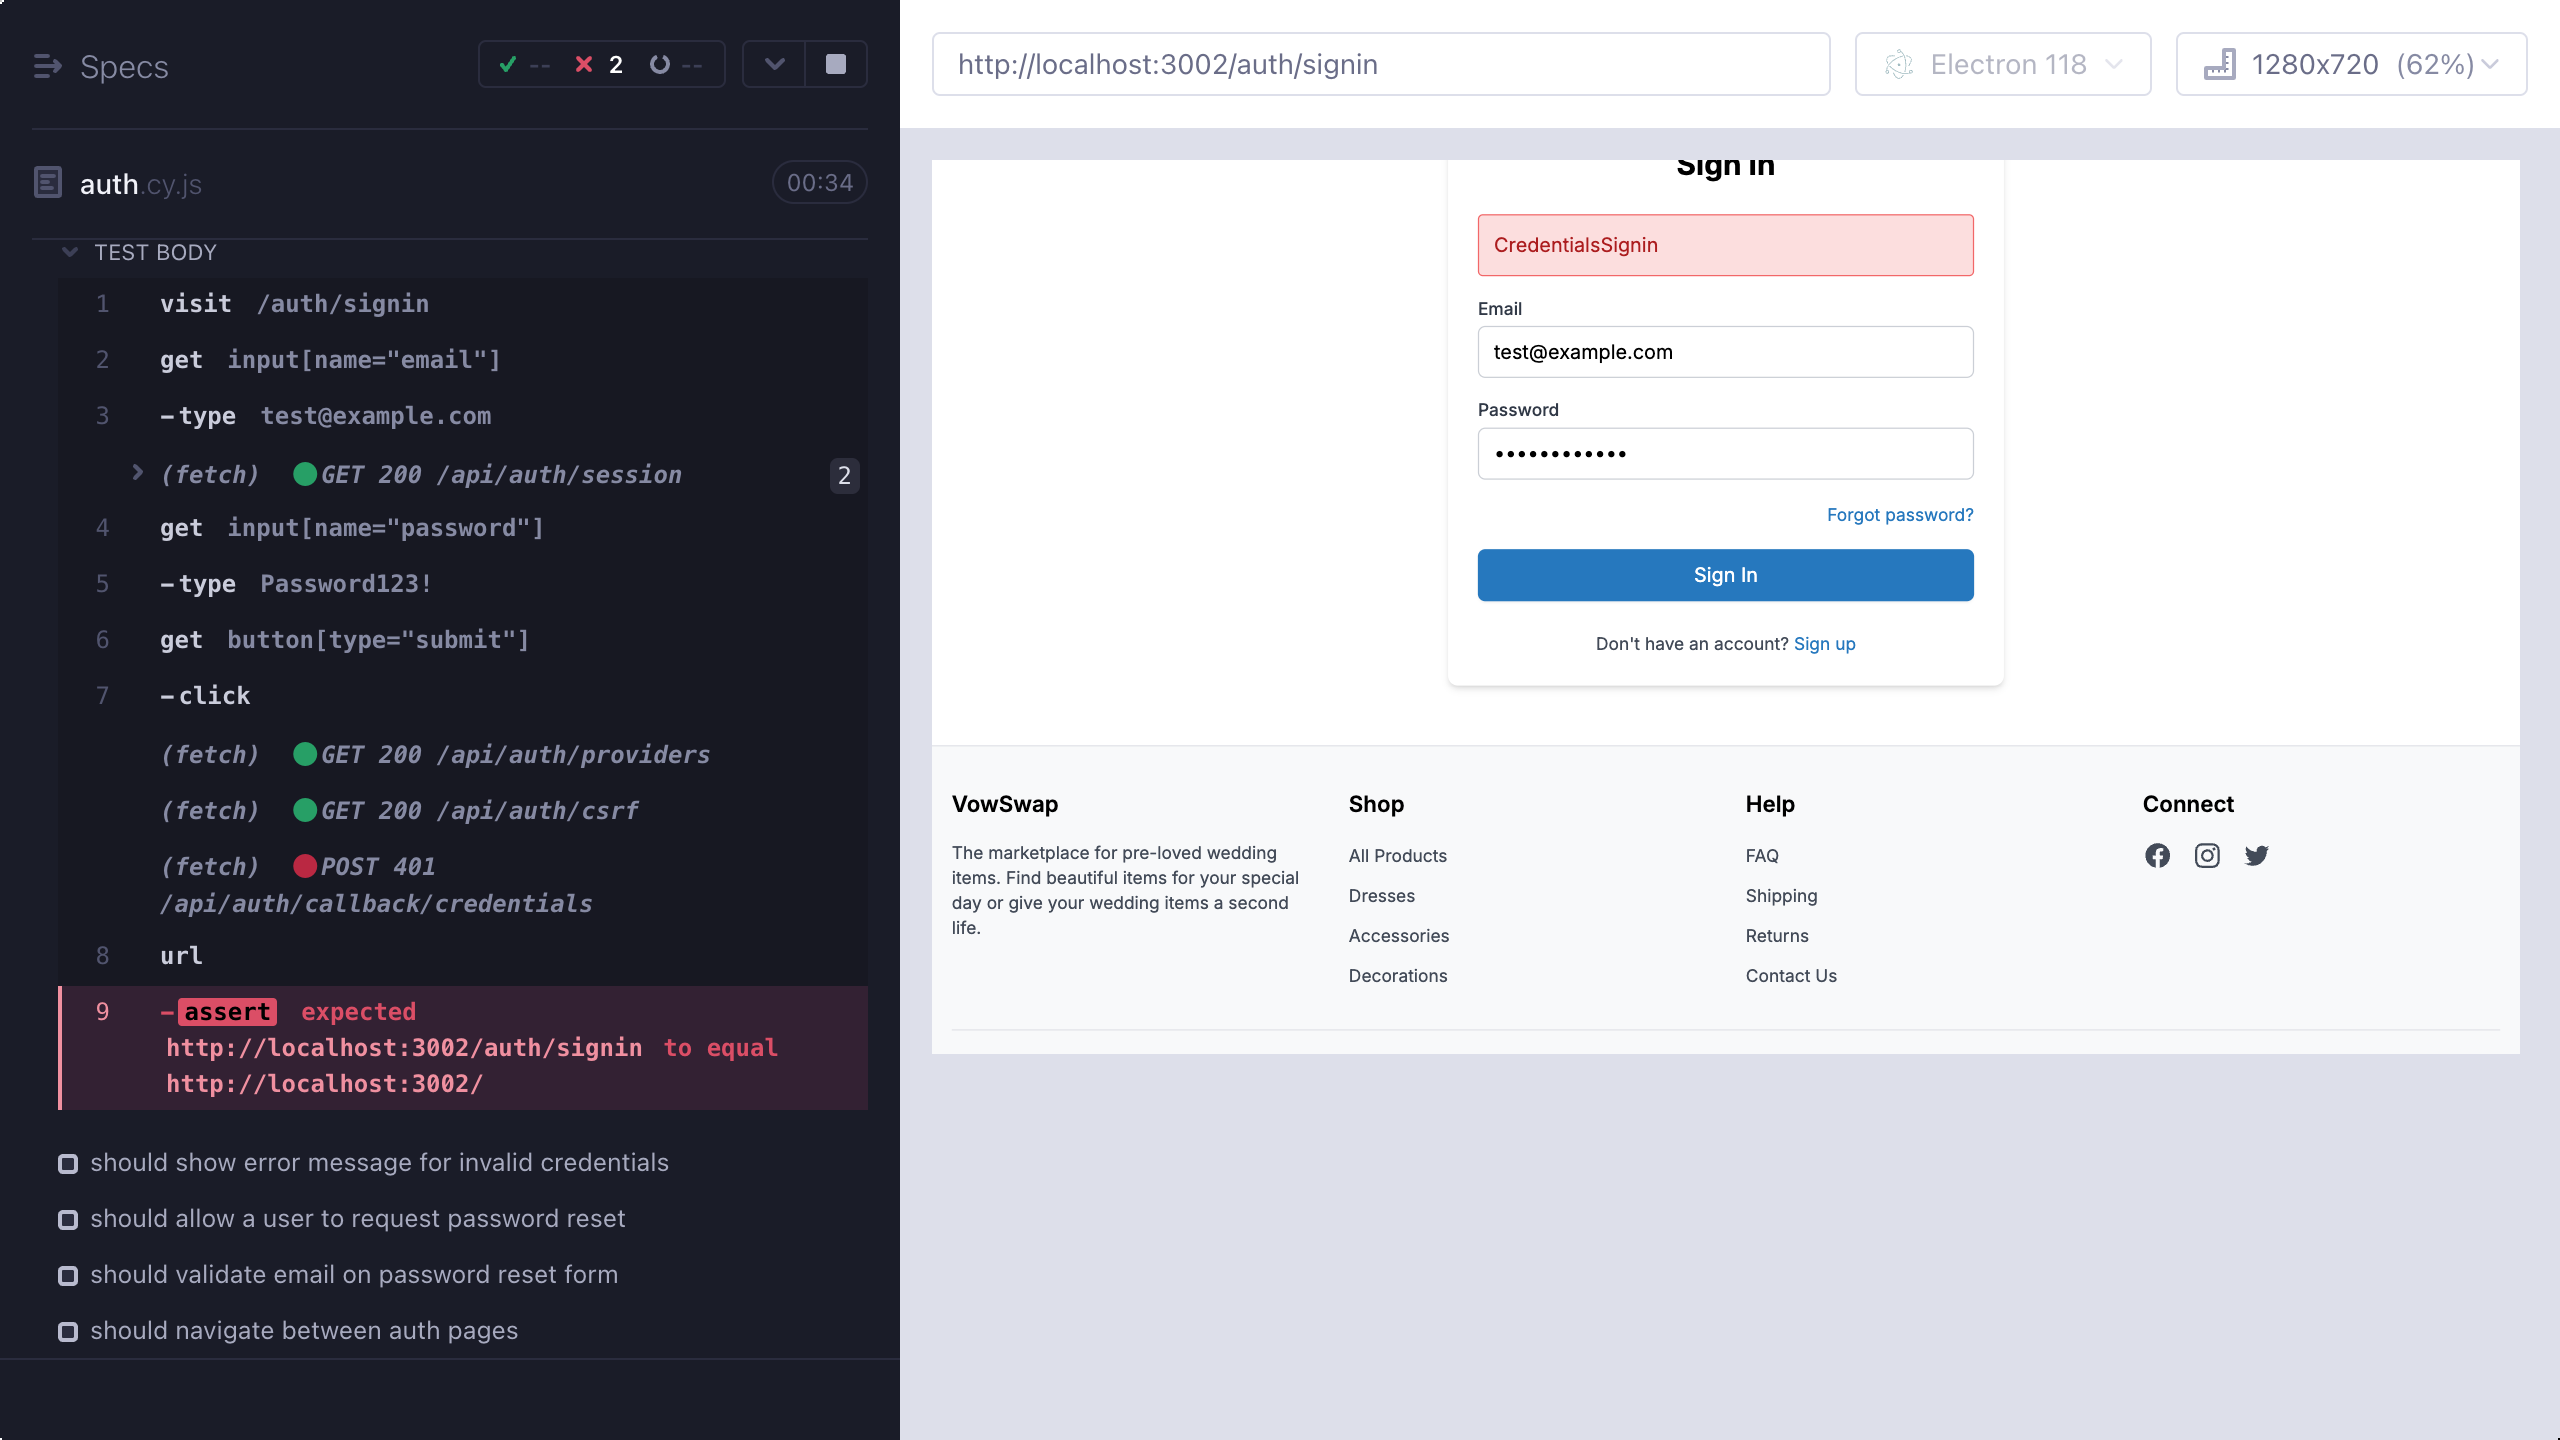 Specs
-- 2 --
auth.cy.js
00:34
TEST BODY
1 visit /auth/signin
2 get input[name="email"]
3 -type test@example.com
(fetch) GET 200 /api/auth/session 2
4 get input[name="password"]
5 -type Password123!
6 get button[type="submit"]
7 -click
(fetch) GET 200 /api/auth/providers
(fetch) GET 200 /api/auth/csrf
(fetch) POST 401
/api/auth/callback/credentials
8 url
9 -assert expected
http://localhost:3002/auth/signin to equal
http://localhost:3002/
should show error message for invalid credentials
should allow a user to request password reset
should validate email on password reset form
should navigate between auth pages
http://localhost:3002/auth/signin
Electron 118
1280x720 (62%)
Sign In
CredentialsSignin
Email
test@example.com
Password
••••••••••••
Forgot password?
Sign In
Don't have an account? Sign up
VowSwap
The marketplace for pre-loved wedding
items. Find beautiful items for your special
day or give your wedding items a second
life.
Shop
All Products
Dresses
Accessories
Decorations
Help
FAQ
Shipping
Returns
Contact Us
Connect